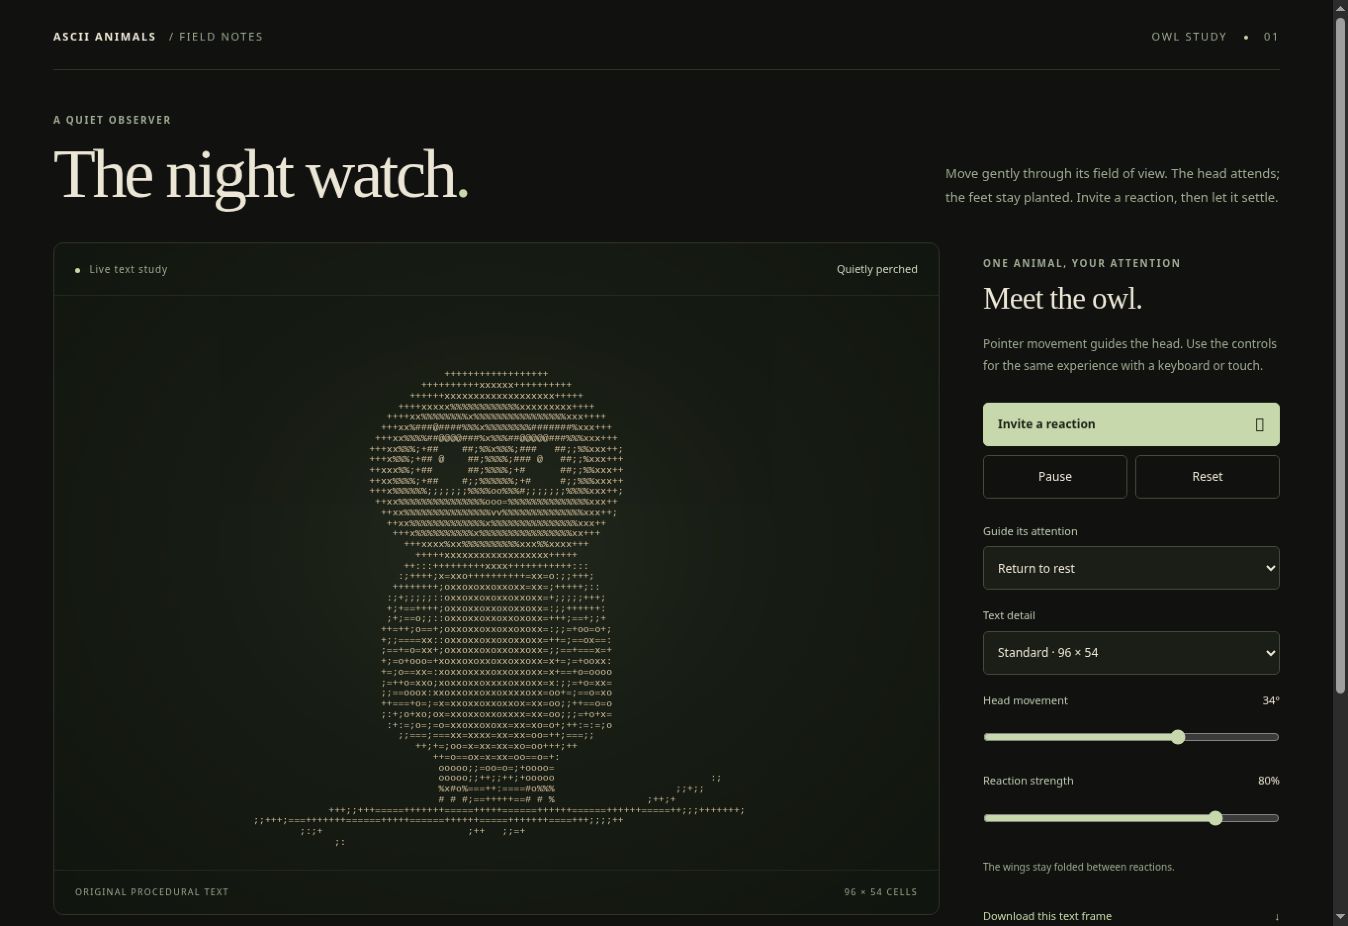 ASCII ANIMALS / FIELD NOTES
OWL STUDY • 01
A QUIET OBSERVER
The night watch.
Move gently through its field of view. The head attends;
the feet stay planted. Invite a reaction, then let it settle.
Live text study
Quietly perched
ORIGINAL PROCEDURAL TEXT
96 × 54 CELLS
ONE ANIMAL, YOUR ATTENTION
Meet the owl.
Pointer movement guides the head. Use the controls
for the same experience with a keyboard or touch.
Invite a reaction
Pause
Reset
Guide its attention
Return to rest
Text detail
Standard · 96 × 54
Head movement
34°
Reaction strength
80%
The wings stay folded between reactions.
Download this text frame ↓